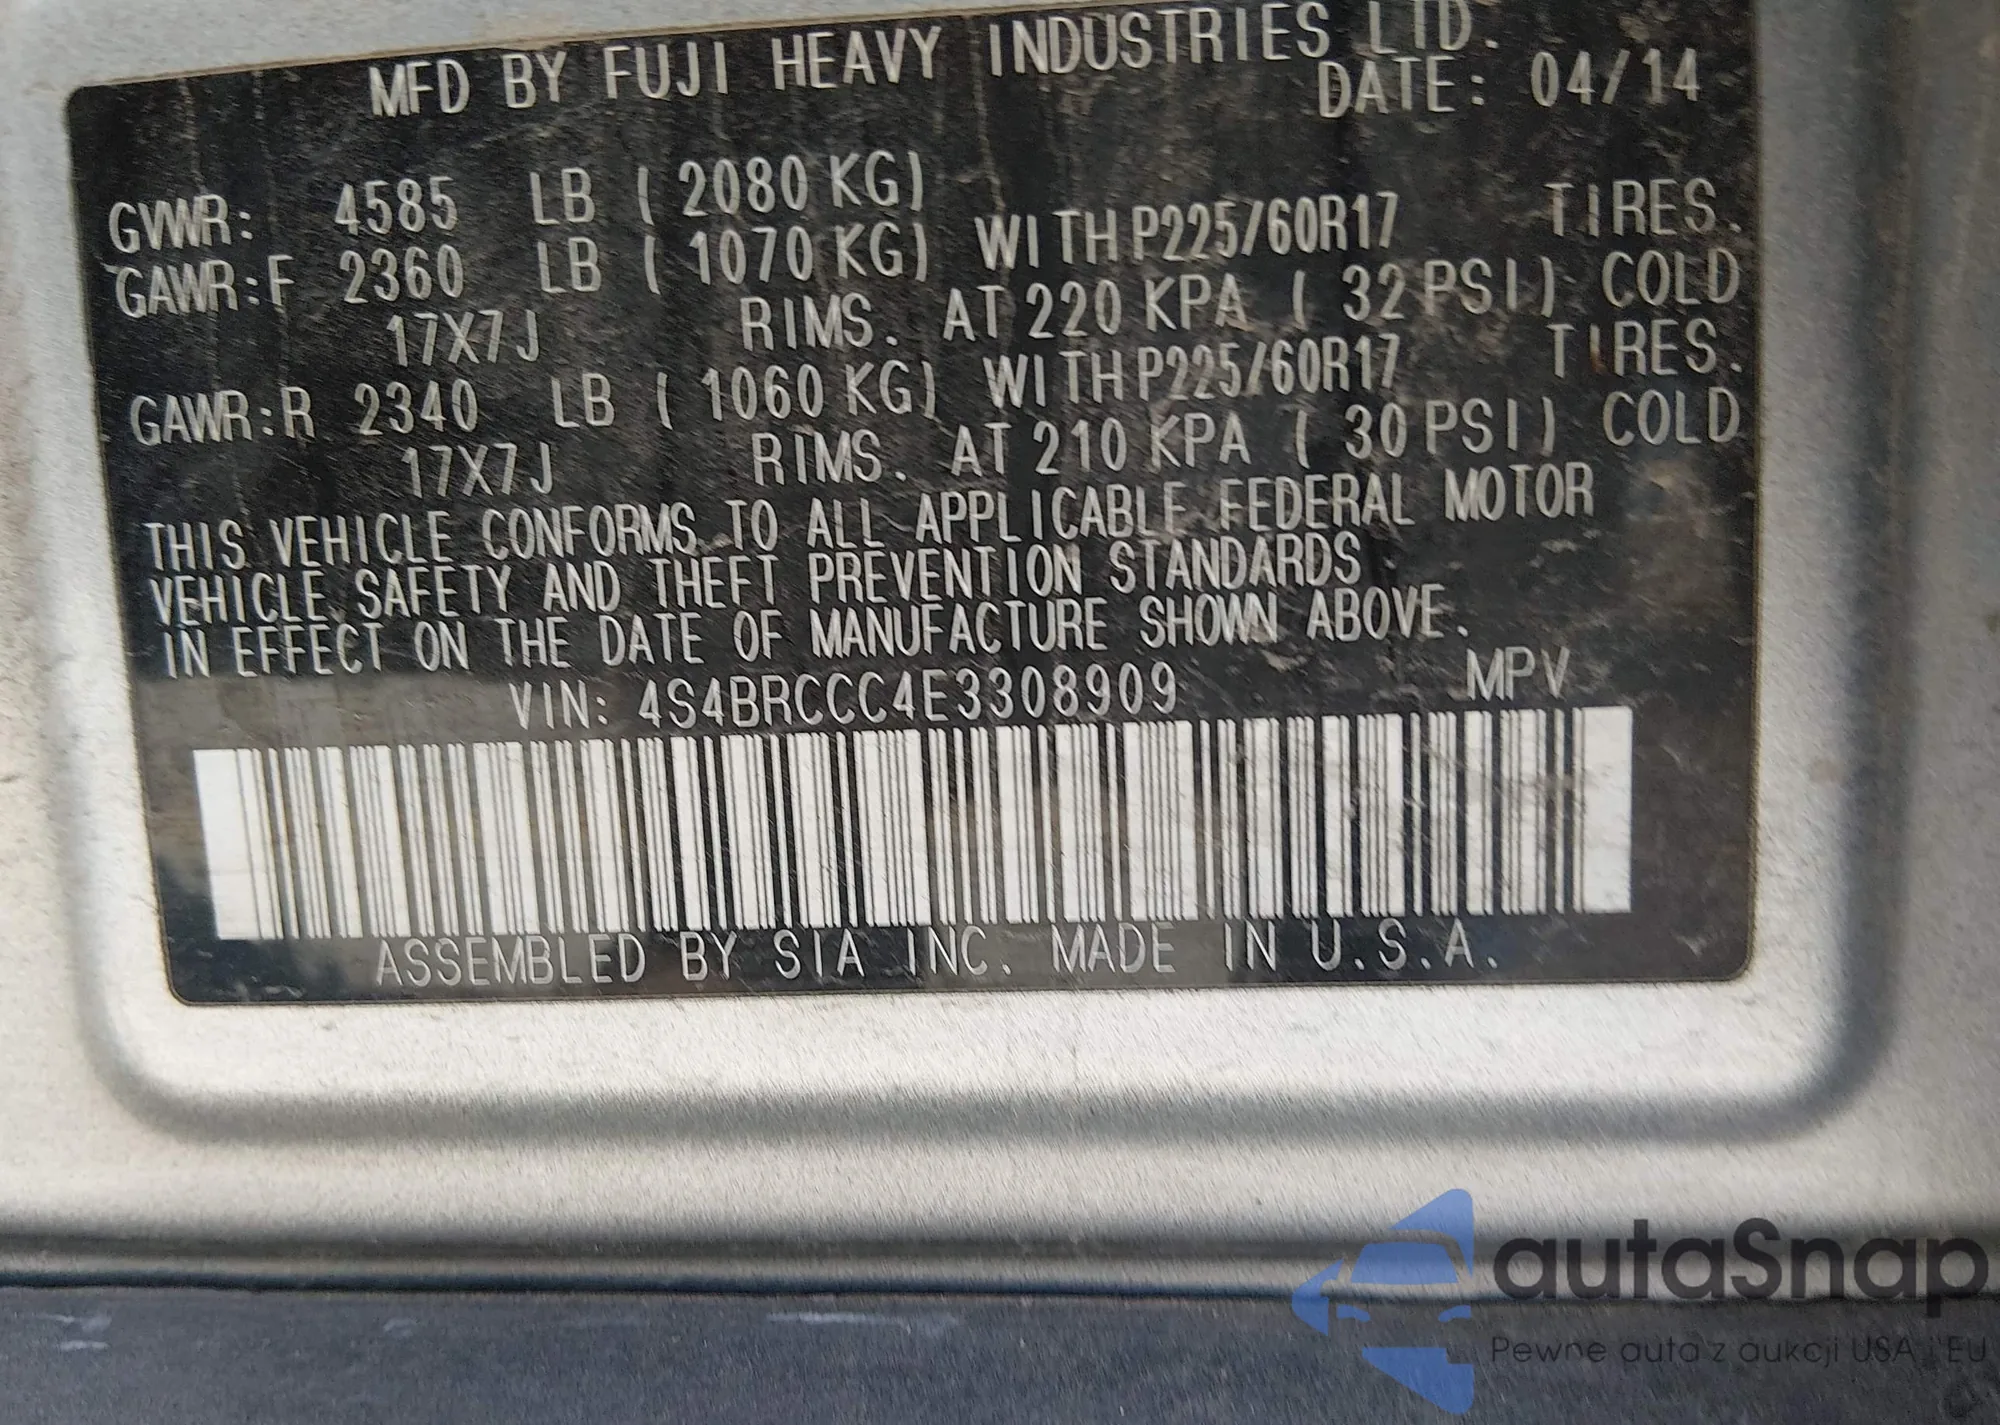 MFD BY FUJI HEAVY INDUSTRIES LTD.
DATE: 04/14
GVWR: 4585 LB ( 2080 KG)
GAWR:F 2360 LB ( 1070 KG) WITH P225/60R17 TIRES.
17X7J RIMS. AT 220 KPA ( 32 PSI) COLD
GAWR:R 2340 LB ( 1060 KG) WITH P225/60R17 TIRES.
17X7J RIMS. AT 210 KPA ( 30 PSI) COLD
THIS VEHICLE CONFORMS TO ALL APPLICABLE FEDERAL MOTOR
VEHICLE SAFETY AND THEFT PREVENTION STANDARDS
IN EFFECT ON THE DATE OF MANUFACTURE SHOWN ABOVE.
VIN: 4S4BRCCC4E3308909 MPV
ASSEMBLED BY SIA INC. MADE IN U.S.A.
autaSnap
Pewne auta z aukcji USA i EU